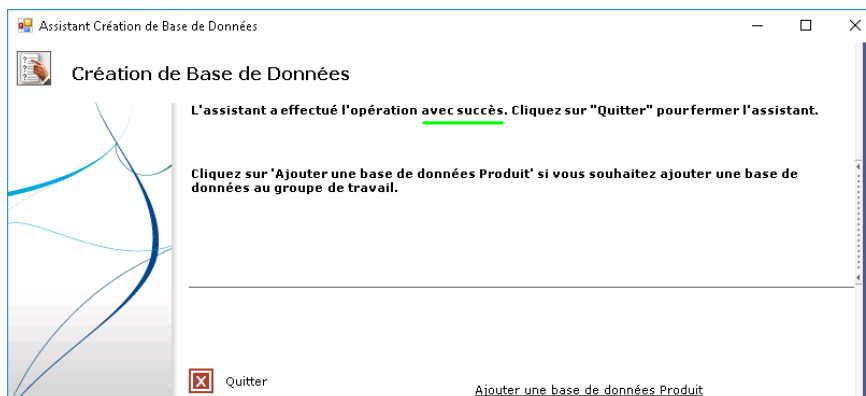 Assistant Création de Base de Données
Création de Base de Données
L'assistant a effectué l'opération avec succès. Cliquez sur "Quitter" pour fermer l'assistant.
Cliquez sur 'Ajouter une base de données Produit' si vous souhaitez ajouter une base de
données au groupe de travail.
Quitter
Ajouter une base de données Produit